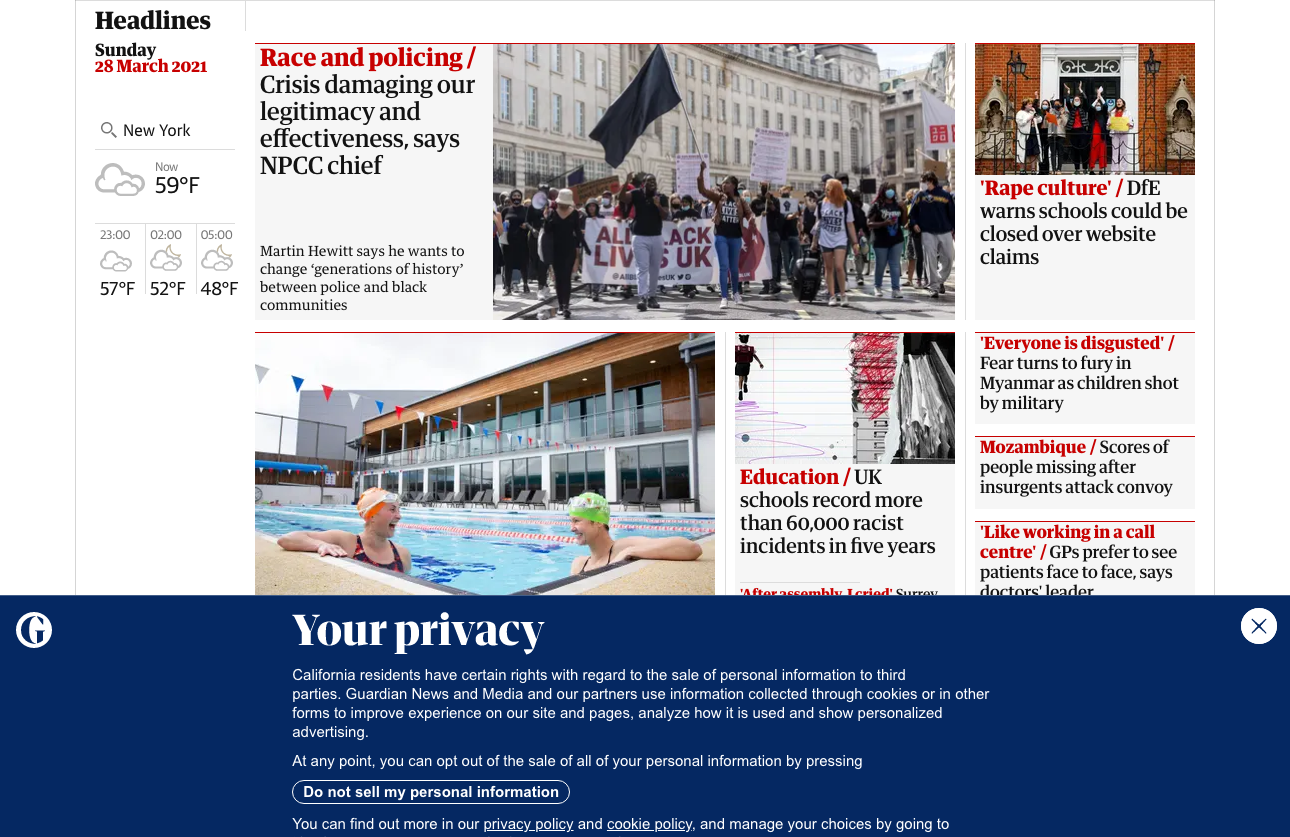 Headlines
Sunday
28 March 2021
New York
Now
59°F
23:00
02:00
05:00
57°F
52°F
48°F
Race and policing /
Crisis damaging our
legitimacy and
effectiveness, says
NPCC chief
Martin Hewitt says he wants to
change ‘generations of history’
between police and black
communities
ALL BLACK
LIVES UK
BLACK
LIVES
MATTER
'Rape culture' / DfE
warns schools could be
closed over website
claims
Education / UK
schools record more
than 60,000 racist
incidents in five years
'After assembly, I cried' Surrey
'Everyone is disgusted' /
Fear turns to fury in
Myanmar as children shot
by military
Mozambique / Scores of
people missing after
insurgents attack convoy
'Like working in a call
centre' / GPs prefer to see
patients face to face, says
doctors' leader
G
Your privacy
California residents have certain rights with regard to the sale of personal information to third
parties. Guardian News and Media and our partners use information collected through cookies or in other
forms to improve experience on our site and pages, analyze how it is used and show personalized
advertising.
At any point, you can opt out of the sale of all of your personal information by pressing
Do not sell my personal information
You can find out more in our privacy policy and cookie policy, and manage your choices by going to